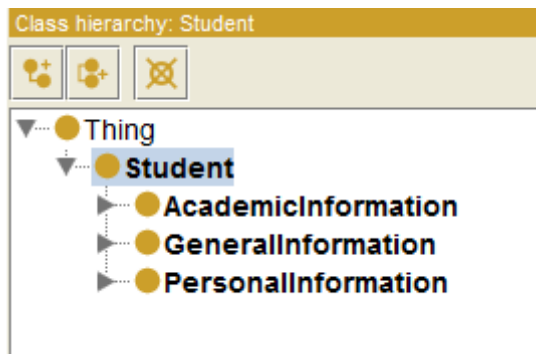 Class hierarchy: Student
Thing
Student
AcademicInformation
GeneralInformation
PersonalInformation